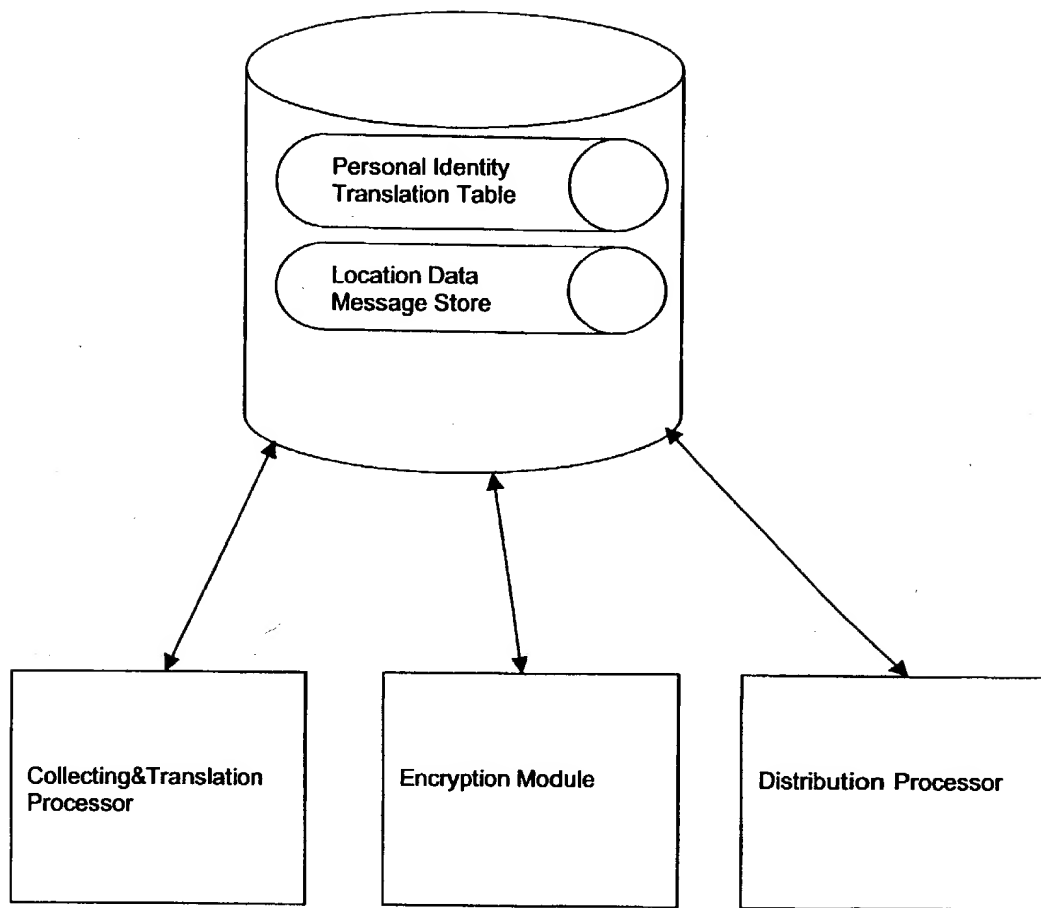 Personal Identity
Translation Table
Location Data
Message Store
Collecting&Translation
Processor
Encryption Module
Distribution Processor